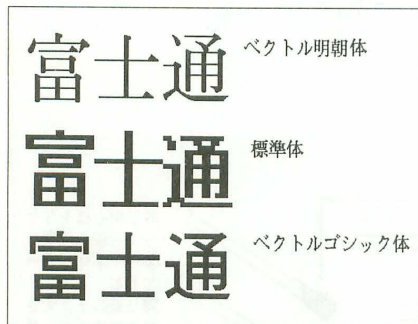 富士通 ベクトル明朝体
富士通 標準体
富士通 ベクトルゴシック体